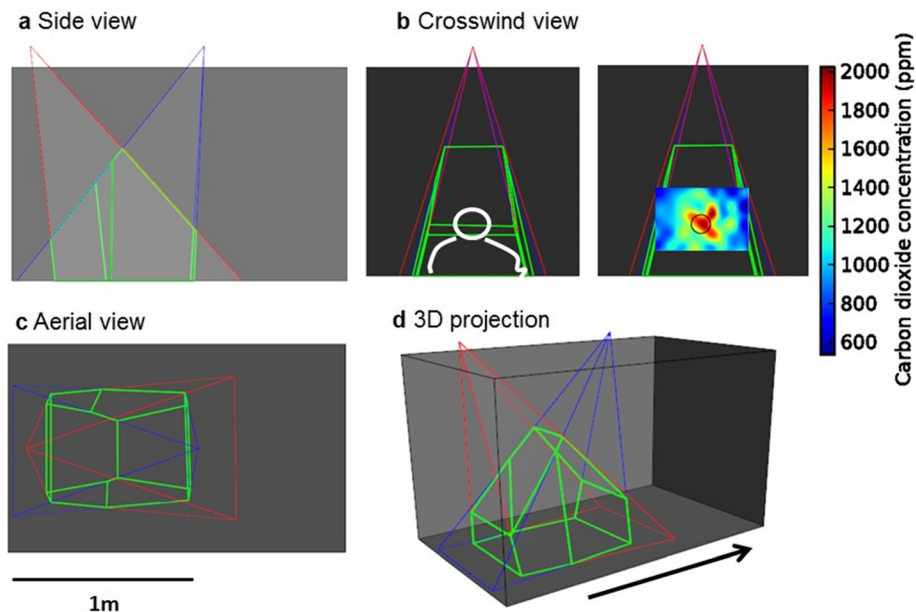 a Side view
b Crosswind view
2000
1800
1600
1400
1200
1000
800
600
Carbon dioxide concentration (ppm)
c Aerial view
d 3D projection
1m